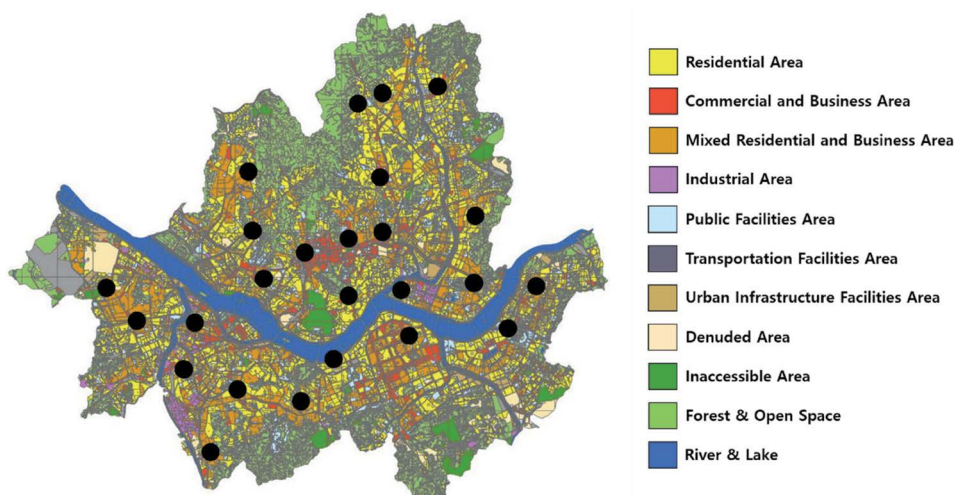 Residential Area
Commercial and Business Area
Mixed Residential and Business Area
Industrial Area
Public Facilities Area
Transportation Facilities Area
Urban Infrastructure Facilities Area
Denuded Area
Inaccessible Area
Forest & Open Space
River & Lake